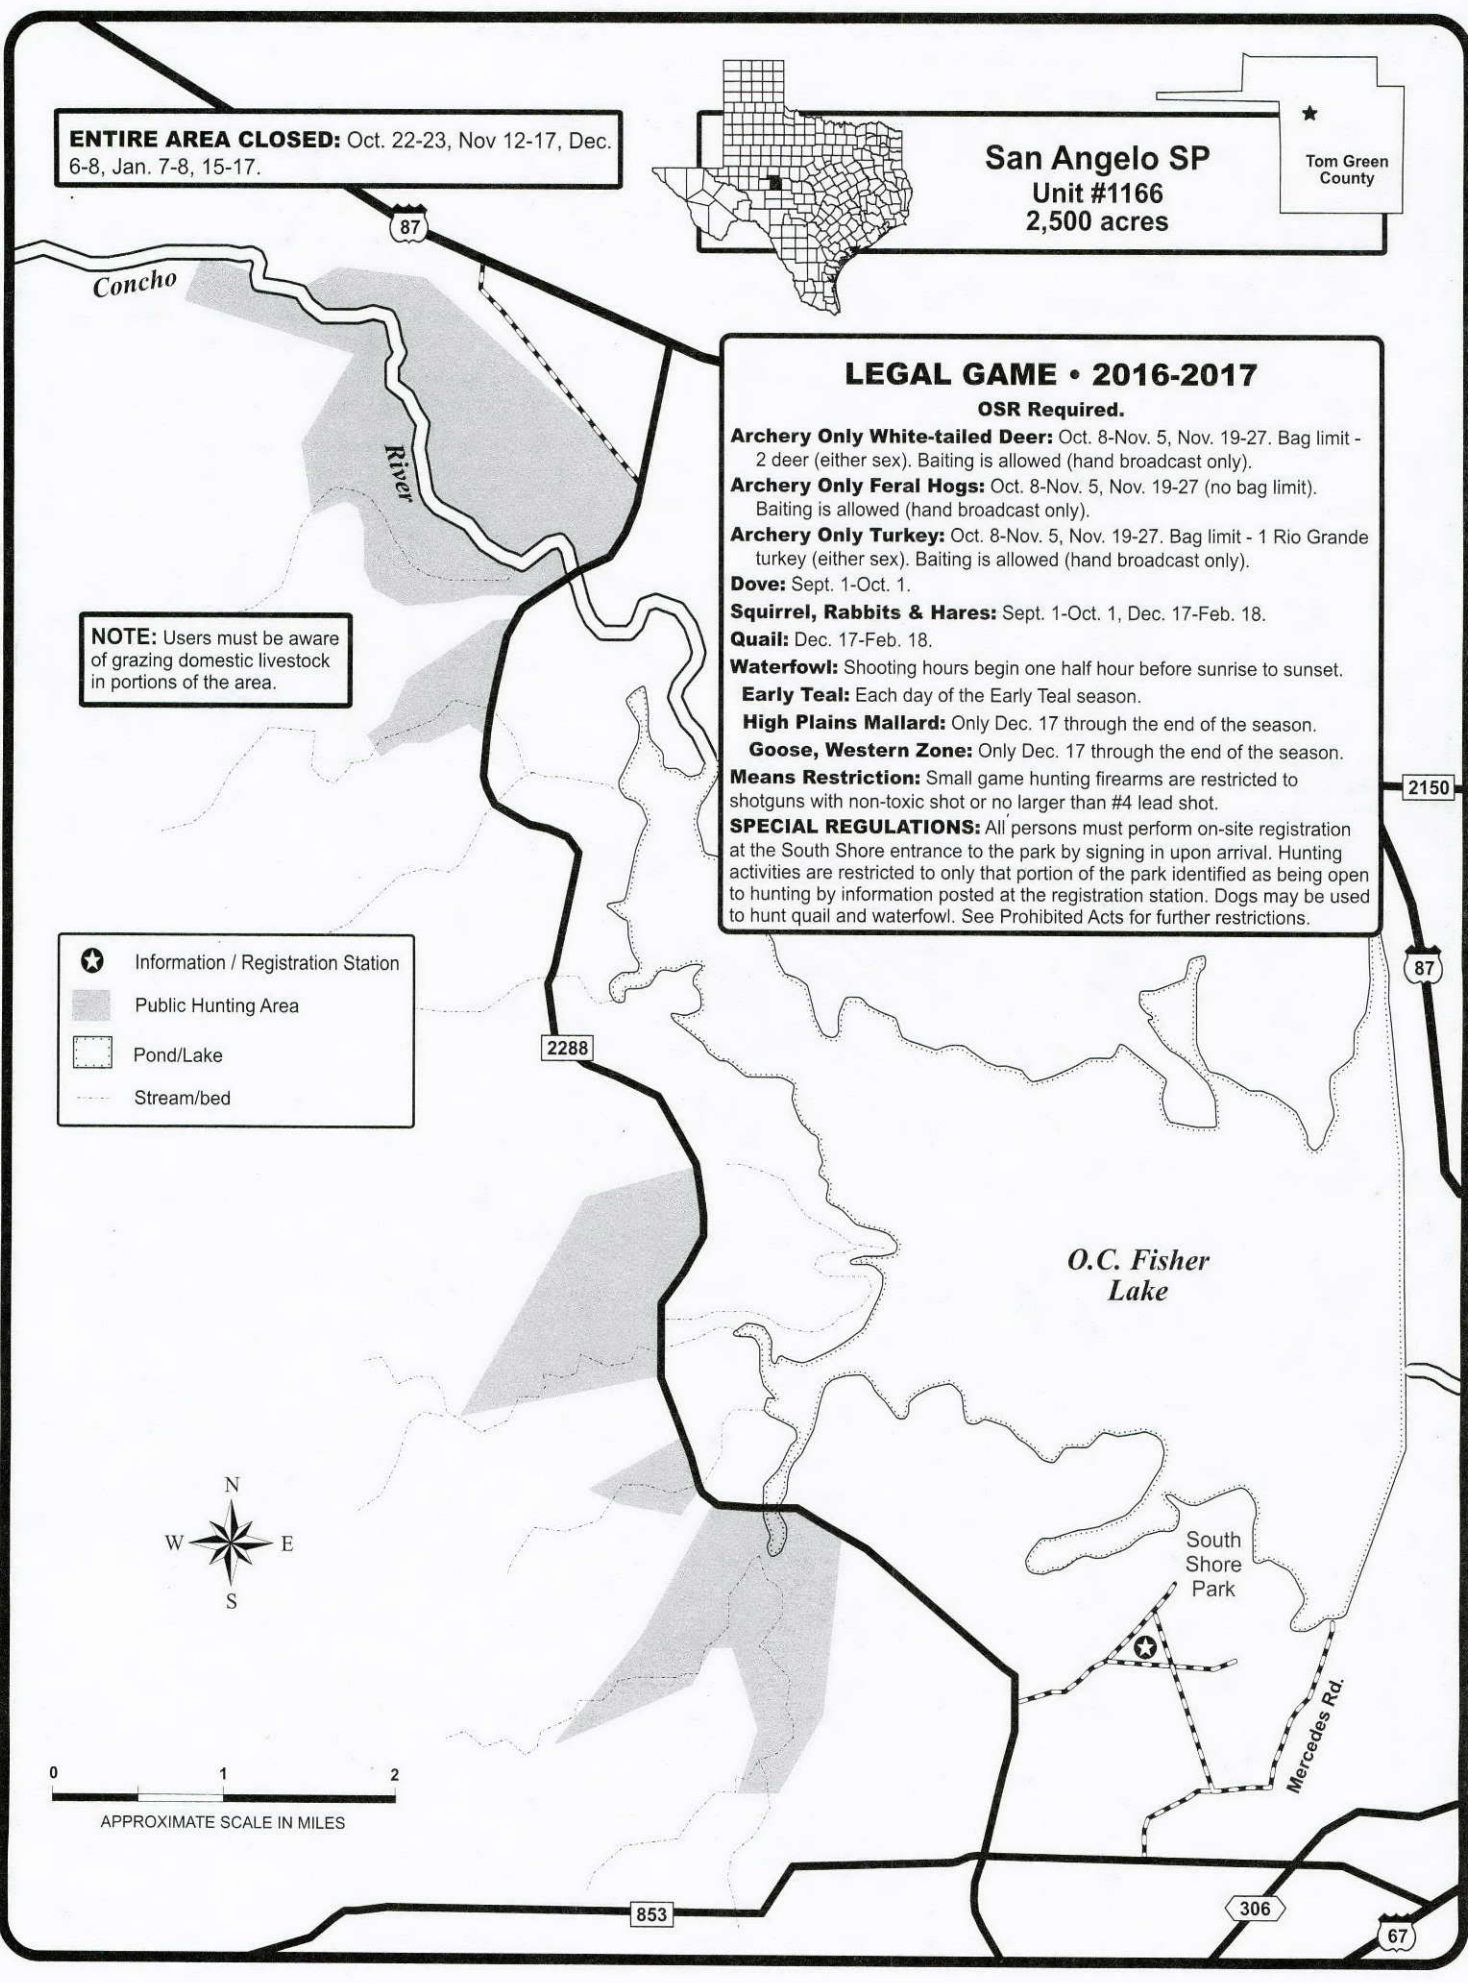 ENTIRE AREA CLOSED: Oct. 22-23, Nov 12-17, Dec.
6-8, Jan. 7-8, 15-17.
San Angelo SP
Unit #1166
2,500 acres
Tom Green
County
87
Concho
River
LEGAL GAME • 2016-2017
OSR Required.
Archery Only White-tailed Deer: Oct. 8-Nov. 5, Nov. 19-27. Bag limit -
2 deer (either sex). Baiting is allowed (hand broadcast only).
Archery Only Feral Hogs: Oct. 8-Nov. 5, Nov. 19-27 (no bag limit).
Baiting is allowed (hand broadcast only).
Archery Only Turkey: Oct. 8-Nov. 5, Nov. 19-27. Bag limit - 1 Rio Grande
turkey (either sex). Baiting is allowed (hand broadcast only).
Dove: Sept. 1-Oct. 1.
Squirrel, Rabbits & Hares: Sept. 1-Oct. 1, Dec. 17-Feb. 18.
Quail: Dec. 17-Feb. 18.
Waterfowl: Shooting hours begin one half hour before sunrise to sunset.
Early Teal: Each day of the Early Teal season.
High Plains Mallard: Only Dec. 17 through the end of the season.
Goose, Western Zone: Only Dec. 17 through the end of the season.
Means Restriction: Small game hunting firearms are restricted to
shotguns with non-toxic shot or no larger than #4 lead shot.
SPECIAL REGULATIONS: All persons must perform on-site registration
at the South Shore entrance to the park by signing in upon arrival. Hunting
activities are restricted to only that portion of the park identified as being open
to hunting by information posted at the registration station. Dogs may be used
to hunt quail and waterfowl. See Prohibited Acts for further restrictions.
NOTE: Users must be aware
of grazing domestic livestock
in portions of the area.
2150
87
Information / Registration Station
Public Hunting Area
Pond/Lake
Stream/bed
2288
O.C. Fisher
Lake
N
W
E
S
South
Shore
Park
Mercedes Rd.
0
1
2
APPROXIMATE SCALE IN MILES
853
306
67